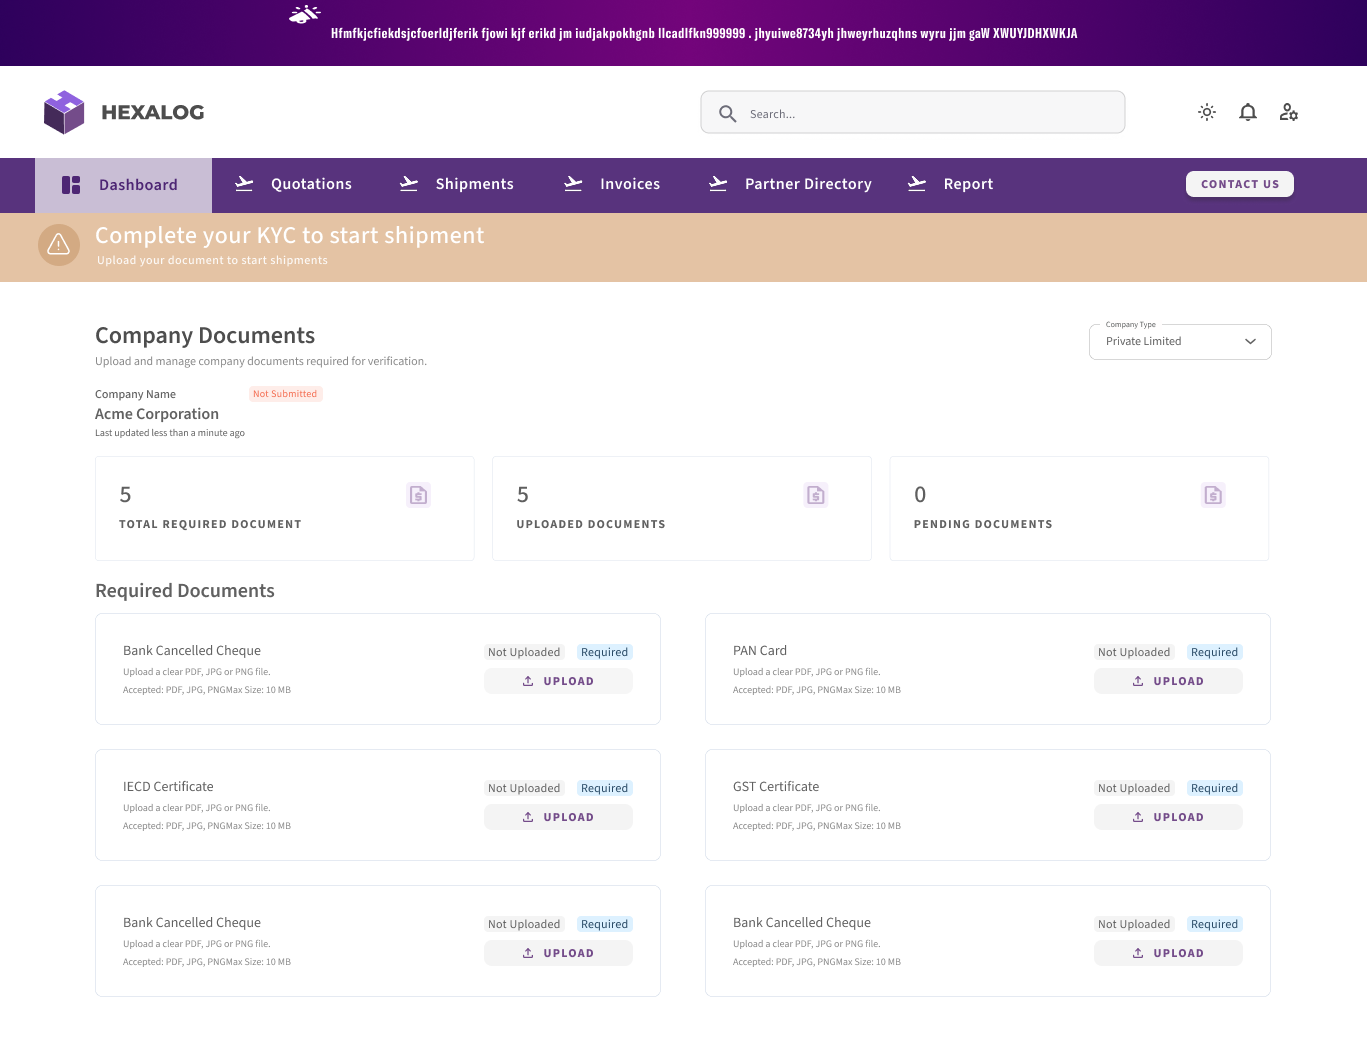 Hfmfkjcfiekdsjcfoerldjferik fjowi kjf erikd jm iudjakpokhgnb llcadlfkn999999 . jhyuiwe8734yh jhweyrhuzqhns wyru jjm gaW XWUYJDHXWKJA
HEXALOG
Search...
Dashboard
Quotations
Shipments
Invoices
Partner Directory
Report
CONTACT US
Complete your KYC to start shipment
Upload your document to start shipments
Company Documents
Upload and manage company documents required for verification.
Company Type
Private Limited
Company Name
Not Submitted
Acme Corporation
Last updated less than a minute ago
5
TOTAL REQUIRED DOCUMENT
5
UPLOADED DOCUMENTS
0
PENDING DOCUMENTS
Required Documents
Bank Cancelled Cheque
Not Uploaded
Required
Upload a clear PDF, JPG or PNG file.
Accepted: PDF, JPG, PNGMax Size: 10 MB
UPLOAD
PAN Card
Not Uploaded
Required
Upload a clear PDF, JPG or PNG file.
Accepted: PDF, JPG, PNGMax Size: 10 MB
UPLOAD
IECD Certificate
Not Uploaded
Required
Upload a clear PDF, JPG or PNG file.
Accepted: PDF, JPG, PNGMax Size: 10 MB
UPLOAD
GST Certificate
Not Uploaded
Required
Upload a clear PDF, JPG or PNG file.
Accepted: PDF, JPG, PNGMax Size: 10 MB
UPLOAD
Bank Cancelled Cheque
Not Uploaded
Required
Upload a clear PDF, JPG or PNG file.
Accepted: PDF, JPG, PNGMax Size: 10 MB
UPLOAD
Bank Cancelled Cheque
Not Uploaded
Required
Upload a clear PDF, JPG or PNG file.
Accepted: PDF, JPG, PNGMax Size: 10 MB
UPLOAD